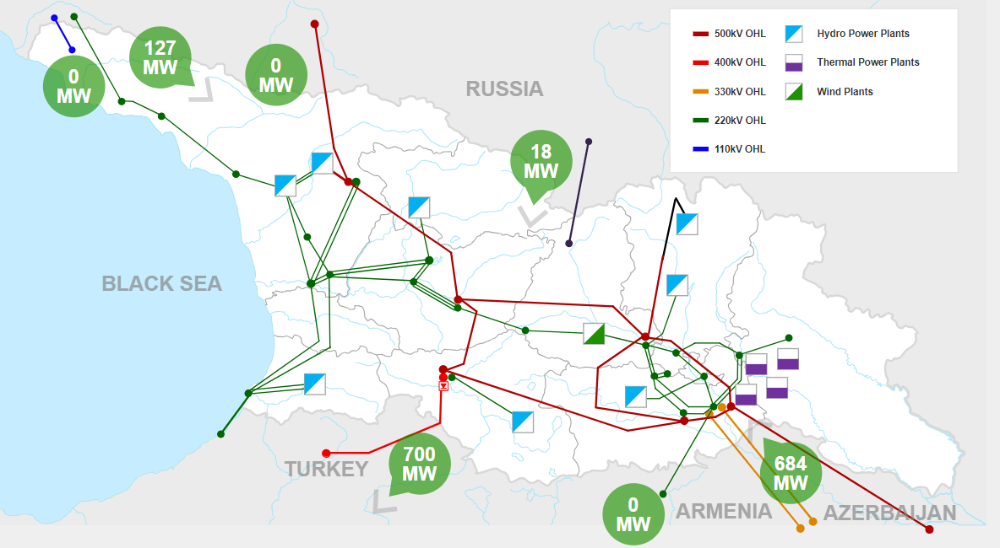 127
MW
0
MW
0
MW
RUSSIA
500kV OHL
Hydro Power Plants
400kV OHL
Thermal Power Plants
330kV OHL
Wind Plants
220kV OHL
110kV OHL
18
MW
BLACK SEA
TURKEY
700
MW
684
MW
0
MW
ARMENIA
AZERBAIJAN